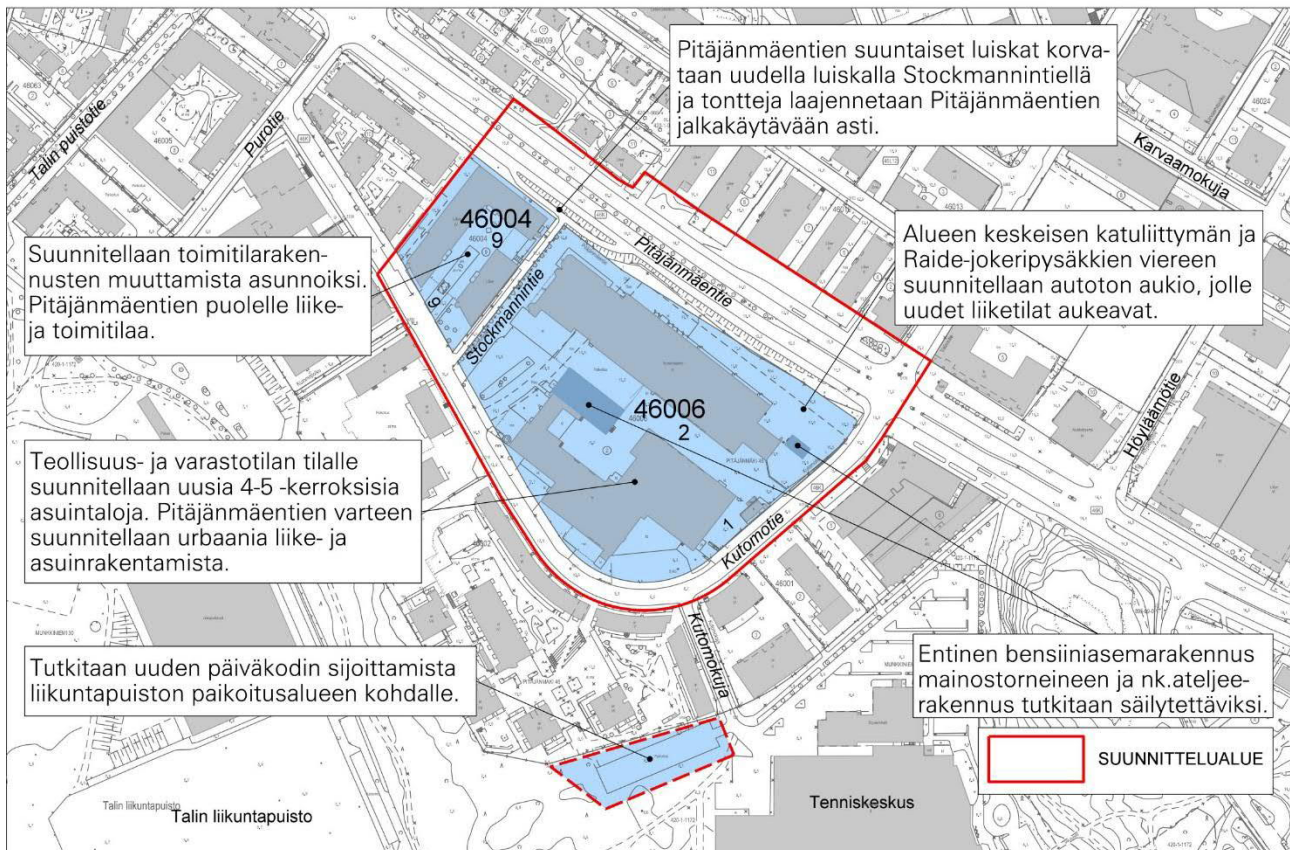 Pitäjänmäentien suuntaiset luiskat korva-
taan uudella luiskalla Stockmannintiellä
ja tontteja laajennetaan Pitäjänmäentien
jalkakäytävään asti.
Talin puistotie
Purotie
Karvaamokuja
Suunnitellaan toimitilaraken-
nusten muuttamista asunnoiksi.
Pitäjänmäentien puolelle liike-
ja toimitilaa.
46004
9
Stockmannintie
Pitäjänmäentie
Alueen keskeisen katuliittymän ja
Raide-jokeripysäkkien viereen
suunnitellaan autoton aukio, jolle
uudet liiketilat aukeavat.
Höyläämötie
46006
2
Teollisuus- ja varastotilan tilalle
suunnitellaan uusia 4-5 -kerroksisia
asuintaloja. Pitäjänmäentien varteen
suunnitellaan urbaania liike- ja
asuinrakentamista.
1
Kutomotie
Kutomokuja
Tutkitaan uuden päiväkodin sijoittamista
liikuntapuiston paikoitusalueen kohdalle.
Entinen bensiiniasemarakennus
mainostorneineen ja nk.ateljee-
rakennus tutkitaan säilytettäviksi.
SUUNNITTELUALUE
Talin liikuntapuisto
Talin liikuntapuisto
Tenniskeskus